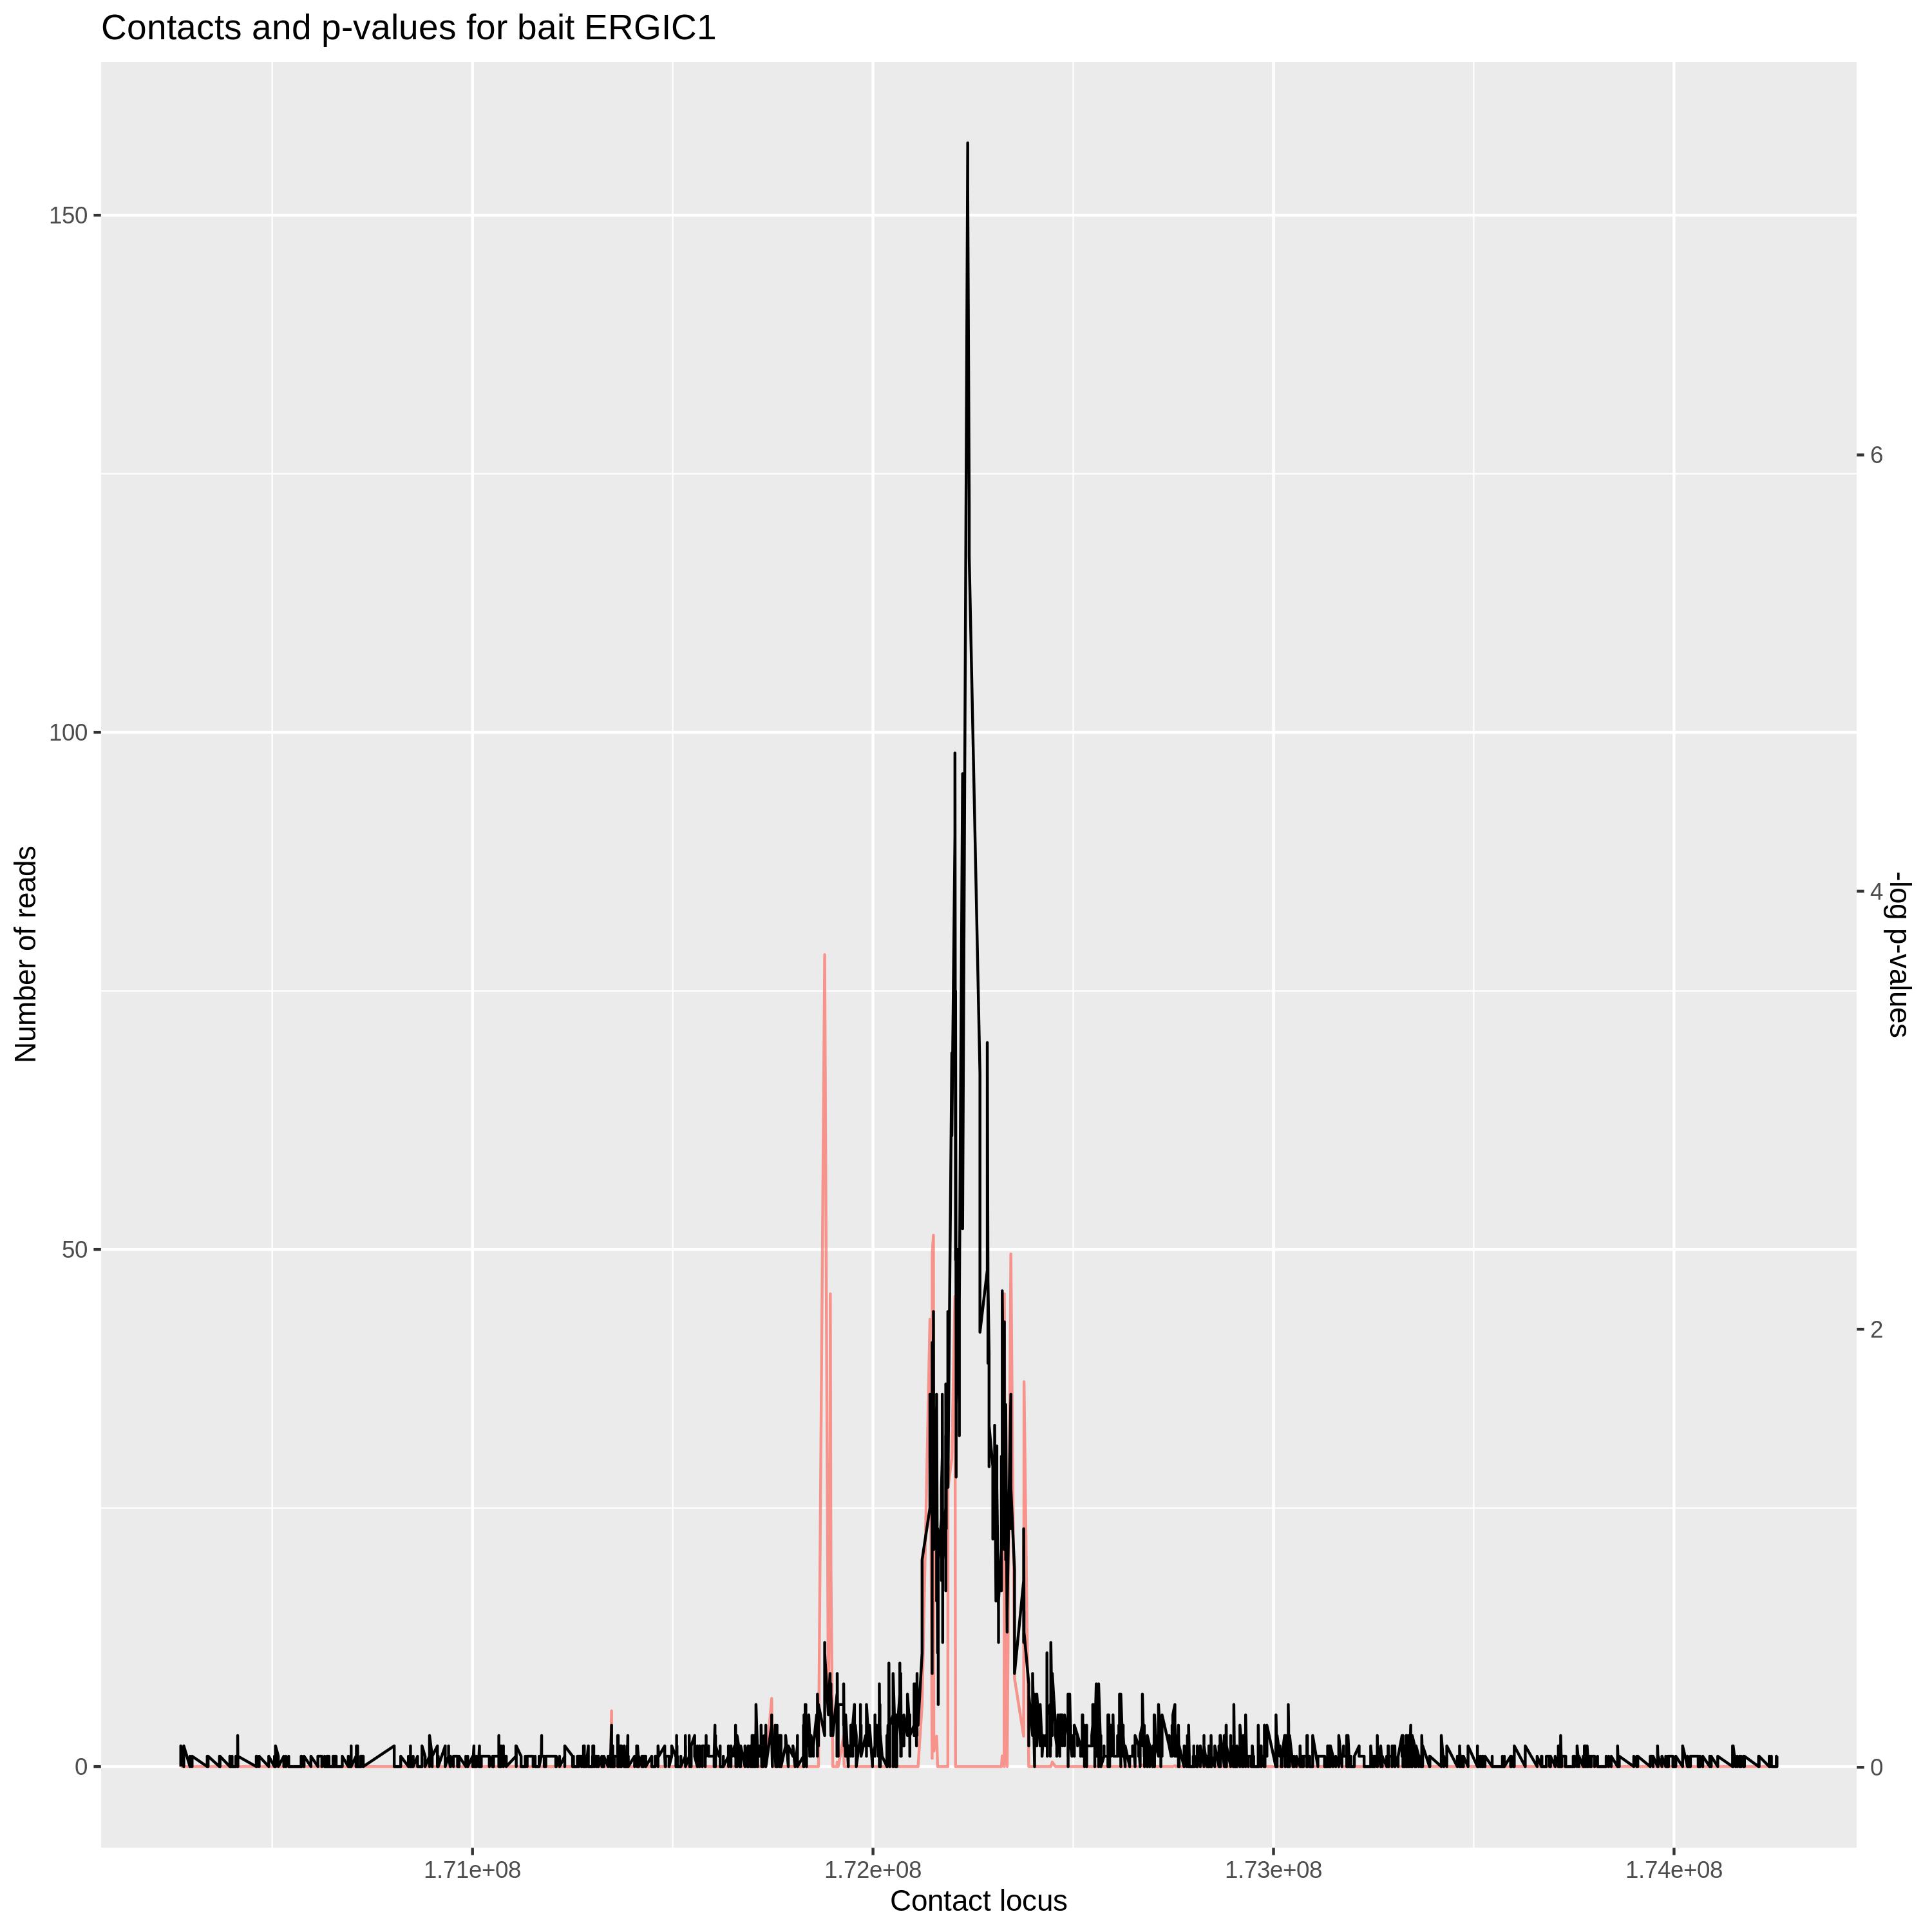 Contacts and p-values for bait ERGIC1
150
100
50
0
Number of reads
6
4
2
0
-log p-values
1.71e+08
1.72e+08
1.73e+08
1.74e+08
Contact locus